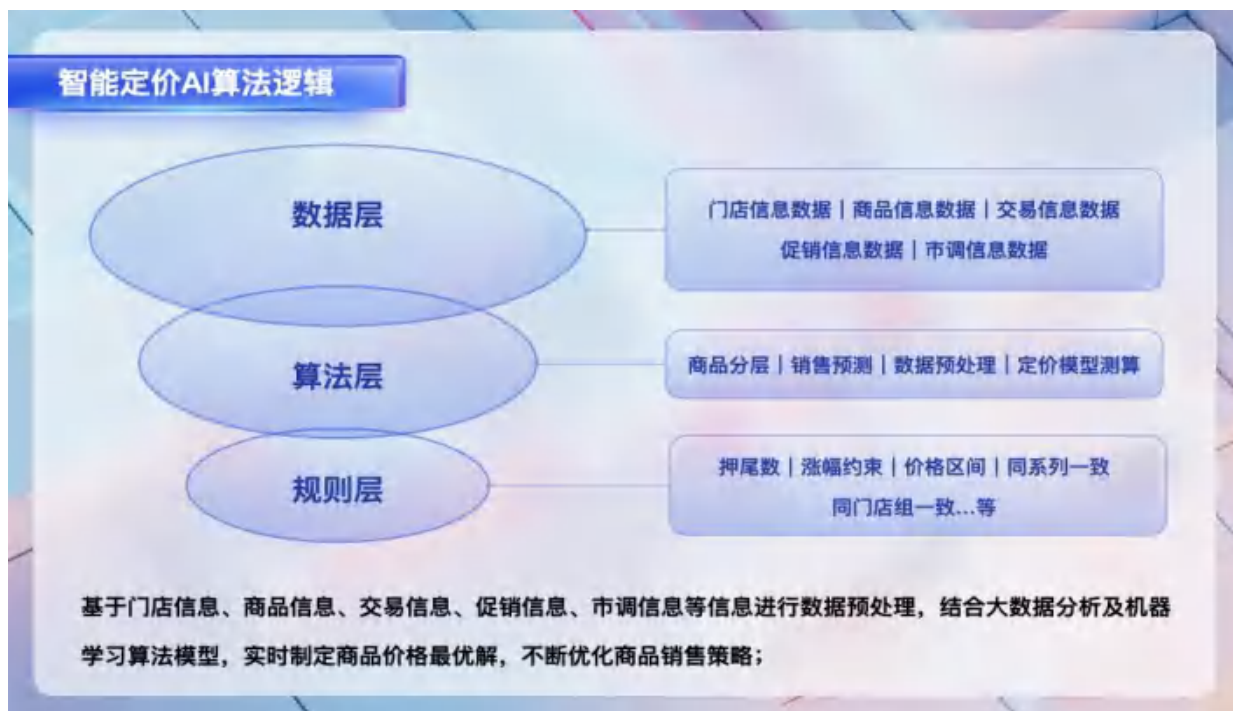 智能定价AI算法逻辑
数据层
门店信息数据｜商品信息数据｜交易信息数据
促销信息数据｜市调信息数据
算法层
商品分层｜销售预测｜数据预处理｜定价模型测算
规则层
押尾数｜涨幅约束｜价格区间｜同系列一致
同门店组一致...等
基于门店信息、商品信息、交易信息、促销信息、市调信息等信息进行数据预处理，结合大数据分析及机器
学习算法模型，实时制定商品价格最优解，不断优化商品销售策略；